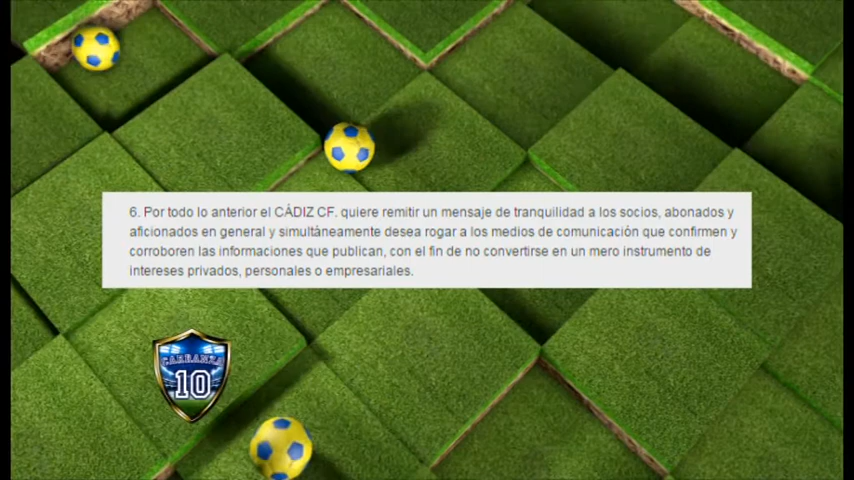 6. Por todo lo anterior el CÁDIZ CF. quiere remitir un mensaje de tranquilidad a los socios, abonados y
aficionados en general y simultáneamente desea rogar a los medios de comunicación que confirmen y
corroboren las informaciones que publican, con el fin de no convertirse en un mero instrumento de
intereses privados, personales o empresariales.
CARRANZA
10